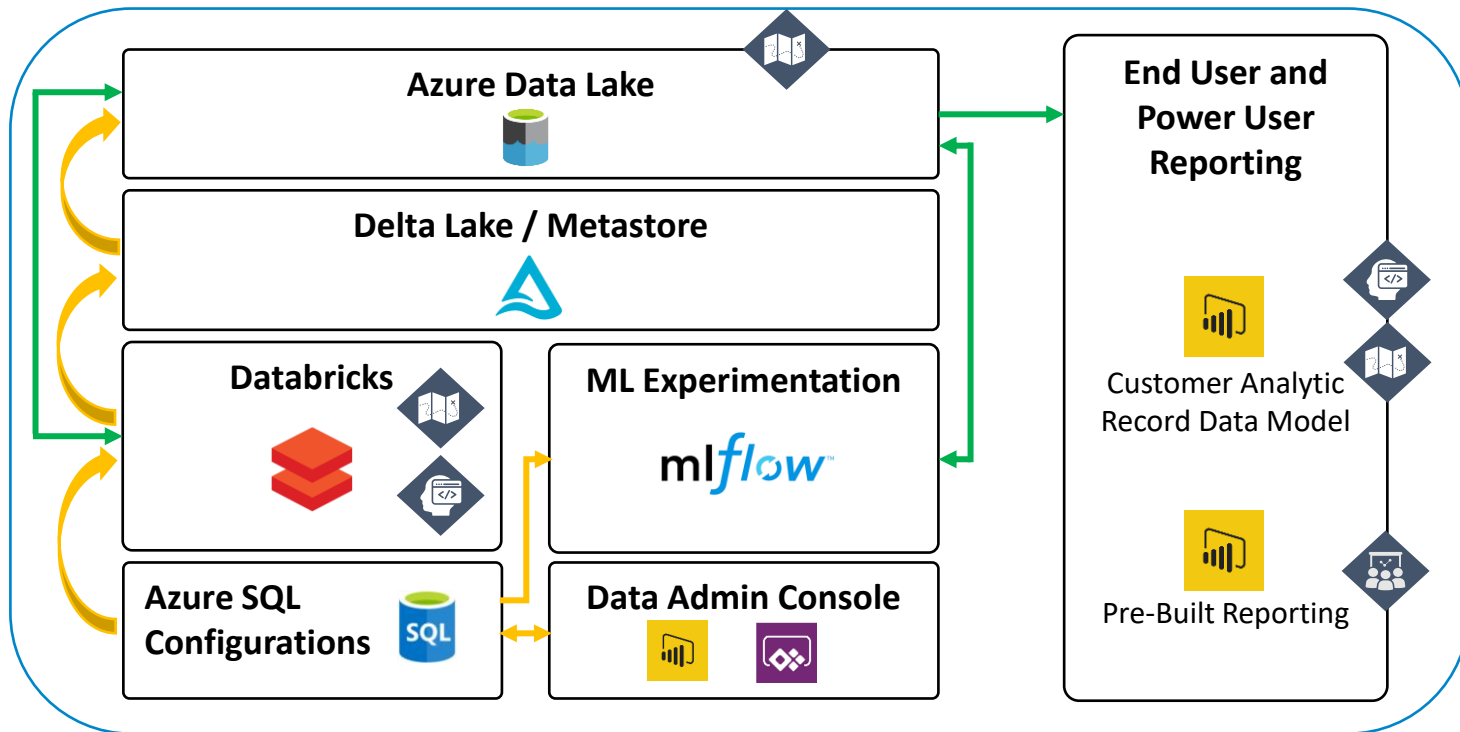 Azure Data Lake
Delta Lake / Metastore
Databricks
ML Experimentation
mlflow™
Azure SQL
Configurations
SQL
Data Admin Console
End User and
Power User
Reporting
Customer Analytic
Record Data Model
Pre-Built Reporting